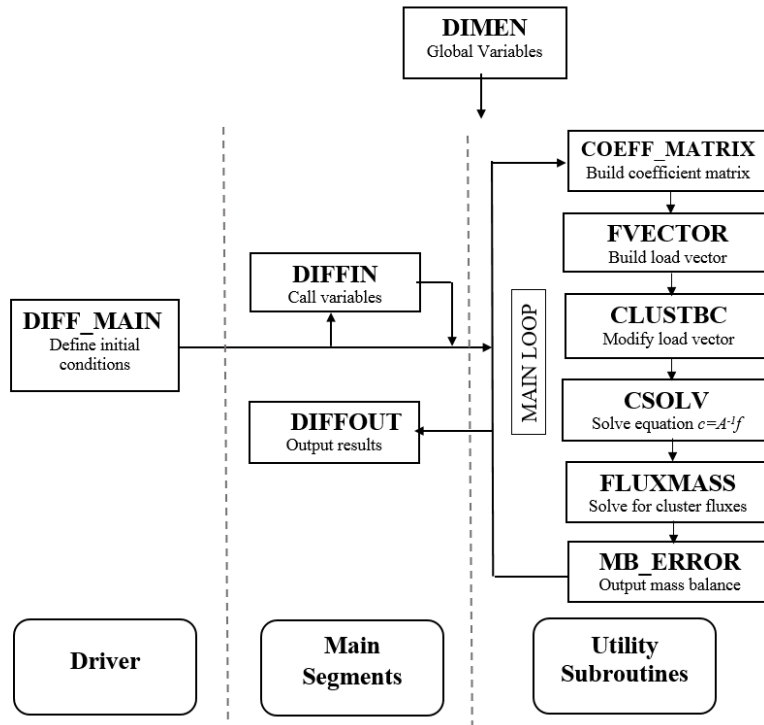 DIMEN
Global Variables
COEFF_MATRIX
Build coefficient matrix
FVECTOR
Build load vector
DIFFIN
Call variables
DIFF_MAIN
Define initial
conditions
MAIN LOOP
CLUSTBC
Modify load vector
CSOLV
Solve equation c=A⁻¹f
DIFFOUT
Output results
FLUXMASS
Solve for cluster fluxes
MB_ERROR
Output mass balance
Driver
Main
Segments
Utility
Subroutines